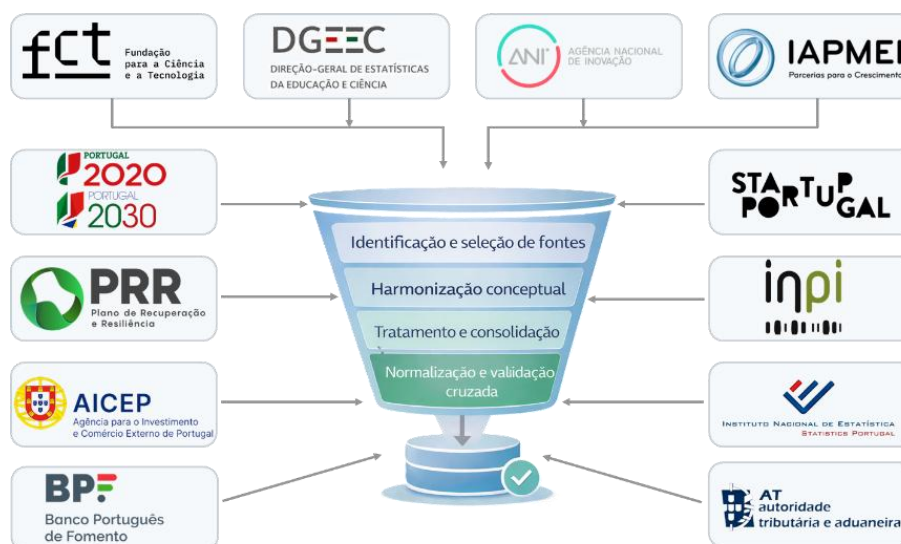 fct
Fundação
para a Ciência
e a Tecnologia
DGEEC
DIREÇÃO-GERAL DE ESTATÍSTICAS
DA EDUCAÇÃO E CIÊNCIA
ANI
AGÊNCIA NACIONAL
DE INOVAÇÃO
IAPMEI
Parcerias para o Crescimento
PORTUGAL
2020
PORTUGAL
2030
STARTUP
PORTUGAL
Identificação e seleção de fontes
Harmonização conceptual
Tratamento e consolidação
Normalização e valiidação
cruzada
PRR
Plano de Recuperação
e Resiliência
inpi
AICEP
Agência para o Investimento
e Comércio Externo de Portugal
INSTITUTO NACIONAL DE ESTATÍSTICA
STATISTICS PORTUGAL
BPF
Banco Português
de Fomento
AT
autoridade
tributária e aduaneira